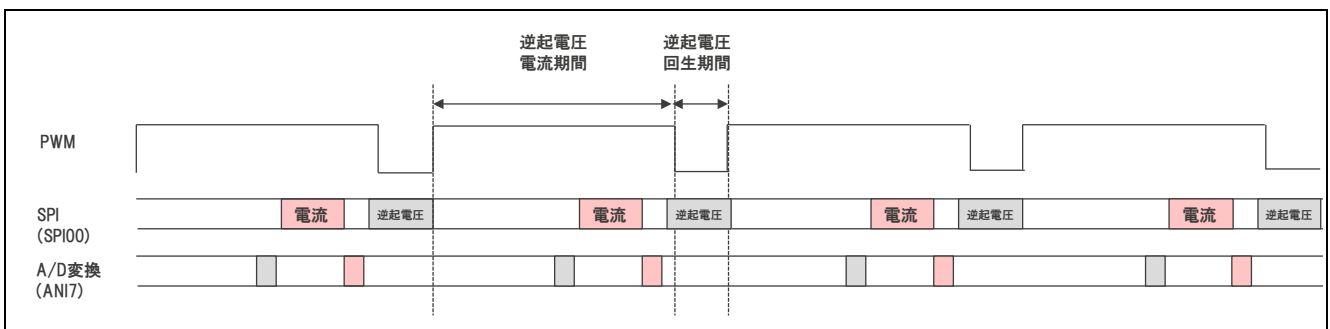 逆起電圧
電流期間
逆起電圧
回生期間
PWM
SPI
(SPI00)
電流
逆起電圧
電流
逆起電圧
電流
逆起電圧
電流
逆起電圧
A/D変換
(ANI7)